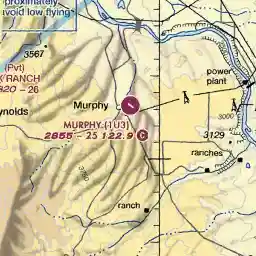 proximately
avoid low flying
3567
(Pvt)
RANCH
820 - 26
Murphy
ynolds
MURPHY (1U3)
2855 - 25 122.9 C
power
plant
3000
3129
ranches
ranch